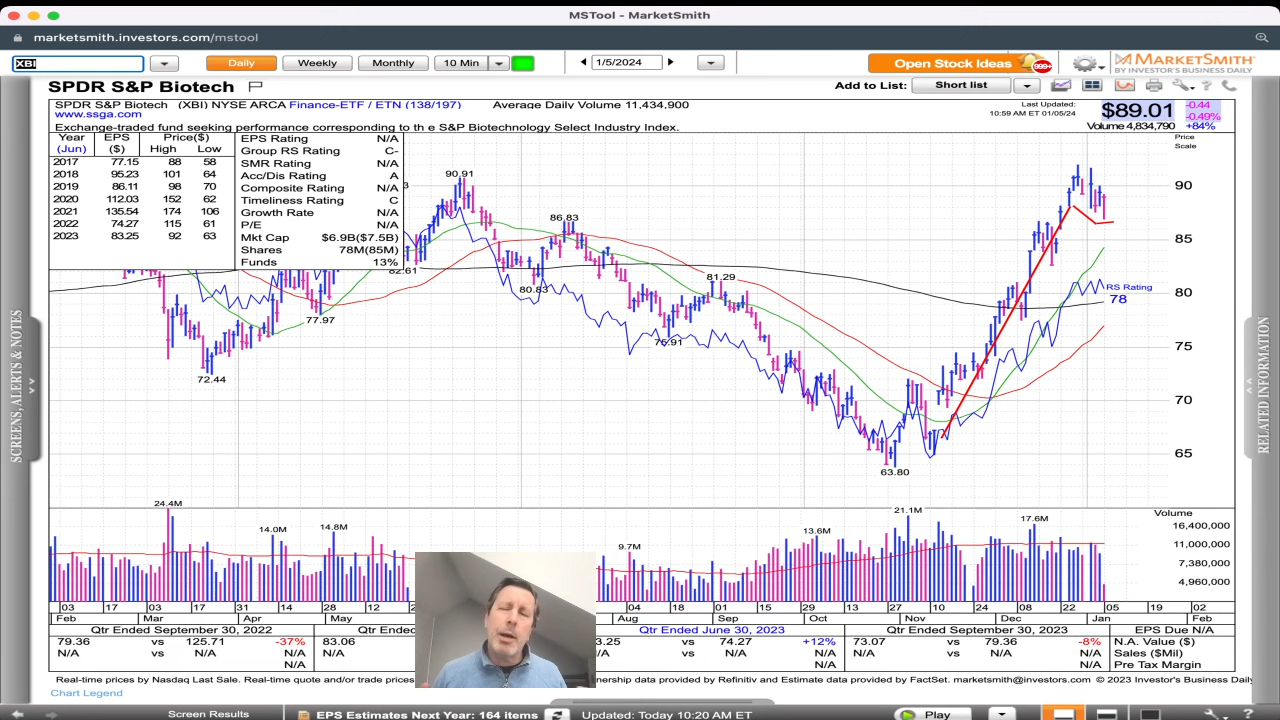 MSTool - MarketSmith
marketsmith.investors.com/mstool
XBI
Daily
Weekly
Monthly
10 Min
1/5/2024
Open Stock Ideas
999+
MarketSmith
BY INVESTOR'S BUSINESS DAILY
SPDR S&P Biotech
Add to List:
Short list
SPDR S&P Biotech (XBI) NYSE ARCA Finance-ETF / ETN (138/197) Average Daily Volume 11,434,900
www.ssga.com
Exchange-traded fund seeking performance corresponding to th e S&P Biotechnology Select Industry Index.
Last Updated:
10:59 AM ET 01/05/24
$89.01
-0.44
-0.49%
Volume 4,834,790 +84%
Year EPS Price($)
(Jun) ($) High Low
2017 77.15 88 58
2018 95.23 101 64
2019 86.11 98 70
2020 112.03 152 62
2021 135.54 174 106
2022 74.27 115 61
2023 83.25 92 63
EPS Rating N/A
Group RS Rating C-
SMR Rating N/A
Acc/Dis Rating A
Composite Rating N/A
Timeliness Rating C
Growth Rate N/A
P/E N/A
Mkt Cap $6.9B($7.5B)
Shares 78M(85M)
Funds 13%
Price
Scale
90
85
80
75
70
65
3
90.91
86.83
82.61
80.83
81.29
77.97
75.91
72.44
63.80
RS Rating
78
24.4M
14.0M
14.8M
9.7M
13.6M
21.1M
17.6M
Volume
16,400,000
11,000,000
7,380,000
4,960,000
03 17 03 17 31 14 28 12 04 18 01 15 29 13 27 10 24 08 22 05 19 02
Feb Mar Apr May Aug Sep Oct Nov Dec Jan Feb
Qtr Ended September 30, 2022
79.36 vs 125.71 -37%
N/A vs N/A N/A
N/A
Qtr Ende
83.06
N/A
Qtr Ended June 30, 2023
3.25 vs 74.27 +12%
N/A vs N/A N/A
N/A
Qtr Ended September 30, 2023
73.07 vs 79.36 -8%
N/A vs N/A N/A
N/A
EPS Due N/A
N.A. Value ($)
Sales ($Mil)
Pre Tax Margin
Real-time prices by Nasdaq Last Sale. Real-time quote and/or trade prices
nership data provided by Refinitiv and Estimate data provided by FactSet. marketsmith@investors.com © 2023 Investor's Business Daily
Chart Legend
SCREENS, ALERTS & NOTES
RELATED INFORMATION
Screen Results
EPS Estimates Next Year: 164 items
Updated: Today 10:20 AM ET
Play